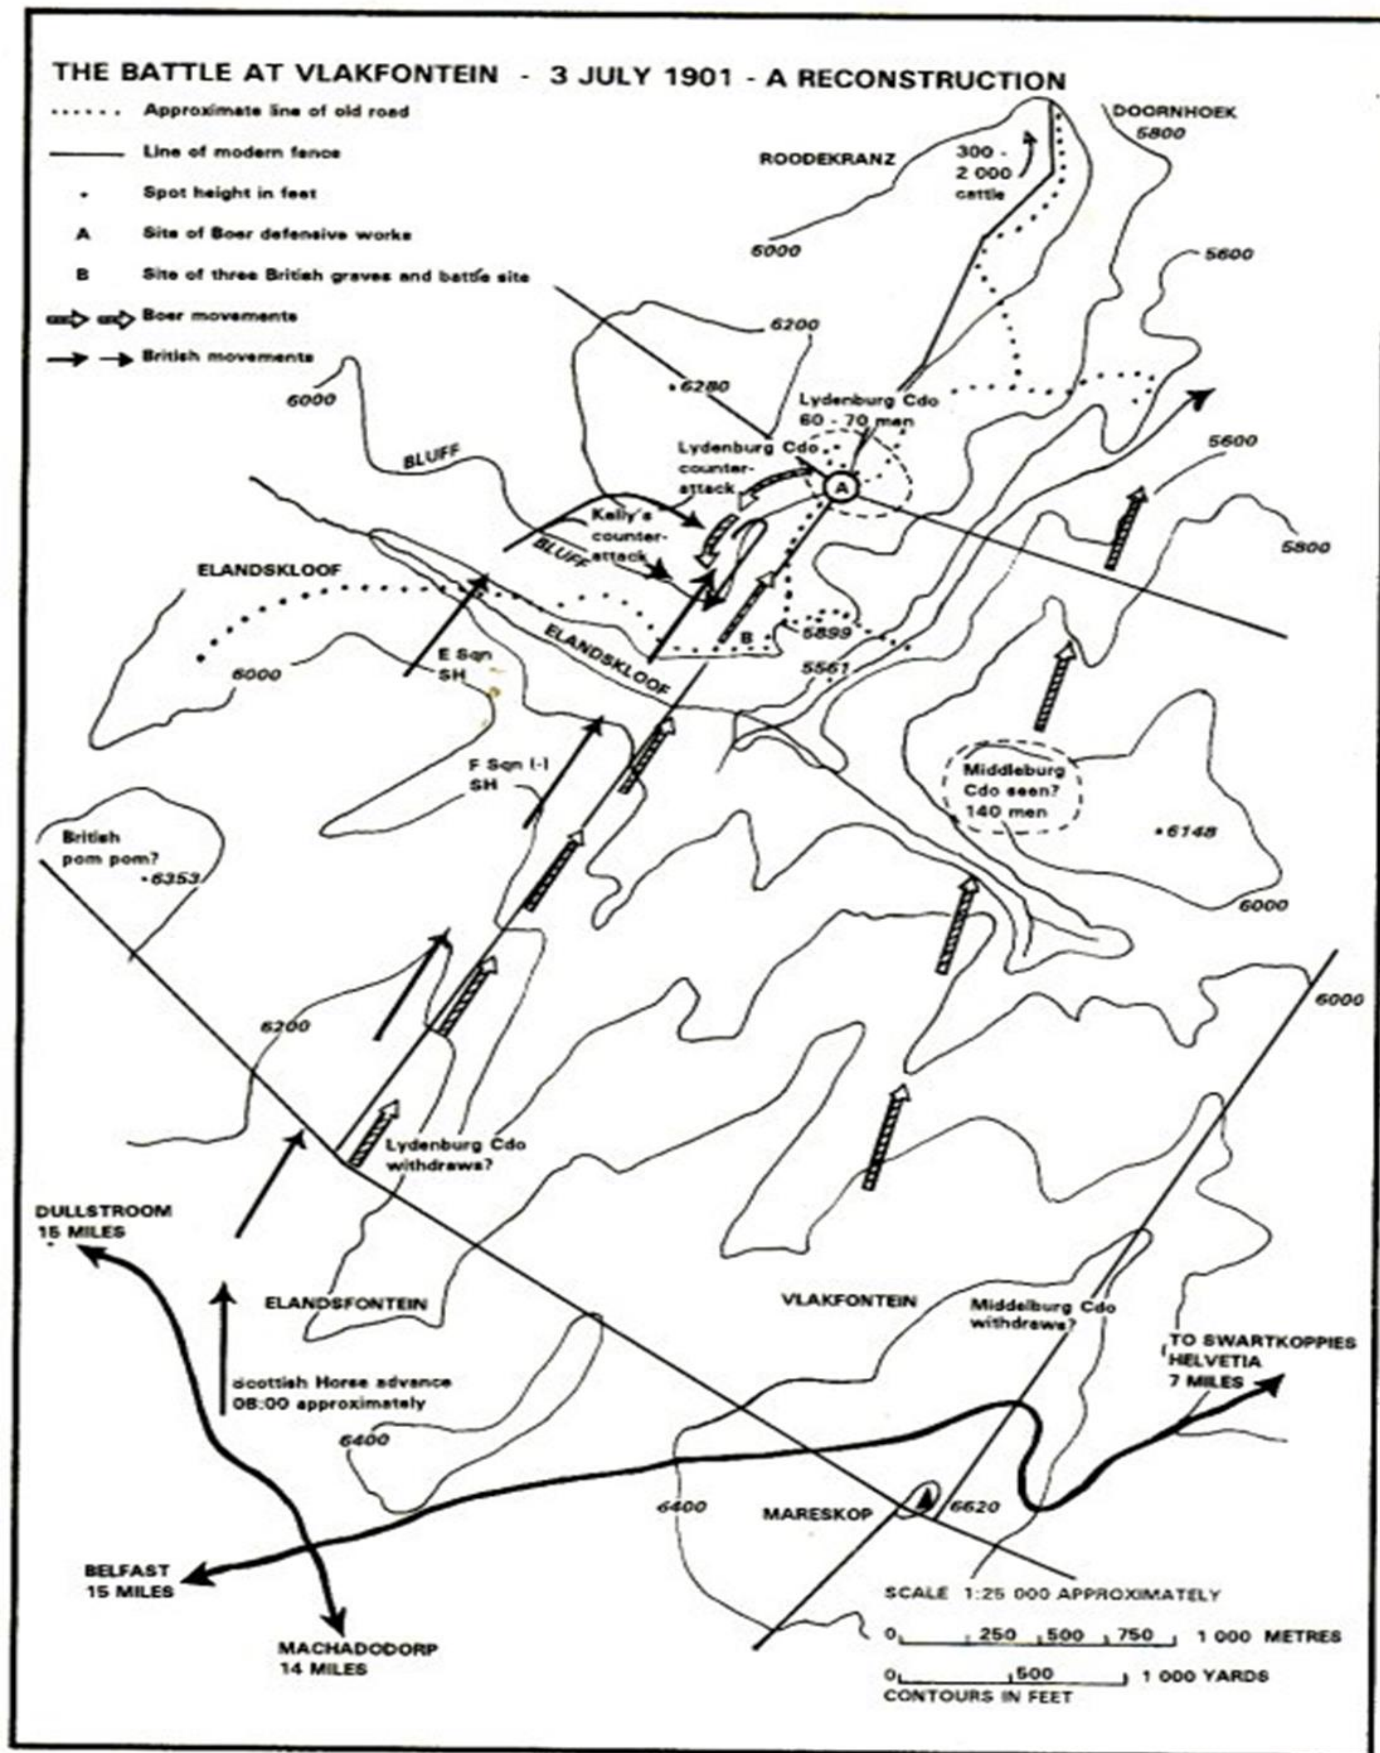 THE BATTLE AT VLAKFONTEIN - 3 JULY 1901 - A RECONSTRUCTION
Approximate line of old road
Line of modern fence
Spot height in feet
A Site of Boer defensive works
B Site of three British graves and battle site
Boer movements
British movements
DOORNHOEK
5800
ROODEKRANZ
300 -
2 000
cattle
6000
5600
6200
6280
6000
Lydenburg Cdo
60 - 70 men
BLUFF
Lydenburg Cdo
counter-
attack
A
5600
Kelly's
counter-
attack
BLUFF
5800
ELANDSKLOOF
ELANDSKLOOF
B
5899
5561
E Sqn
SH
6000
F Sqn (-)
SH
Middleburg
Cdo seen?
140 men
6148
British
pom pom?
6353
6000
6000
6200
Lydenburg Cdo
withdraws?
DULLSTROOM
15 MILES
ELANDSFONTEIN
VLAKFONTEIN
Middelburg Cdo
withdraws?
TO SWARTKOPPIES
HELVETIA
7 MILES
Scottish Horse advance
08:00 approximately
6400
6400
MARESKOP
6620
BELFAST
15 MILES
MACHADODORP
14 MILES
SCALE 1:25 000 APPROXIMATELY
0 250 500 750 1 000 METRES
0 500 1 000 YARDS
CONTOURS IN FEET